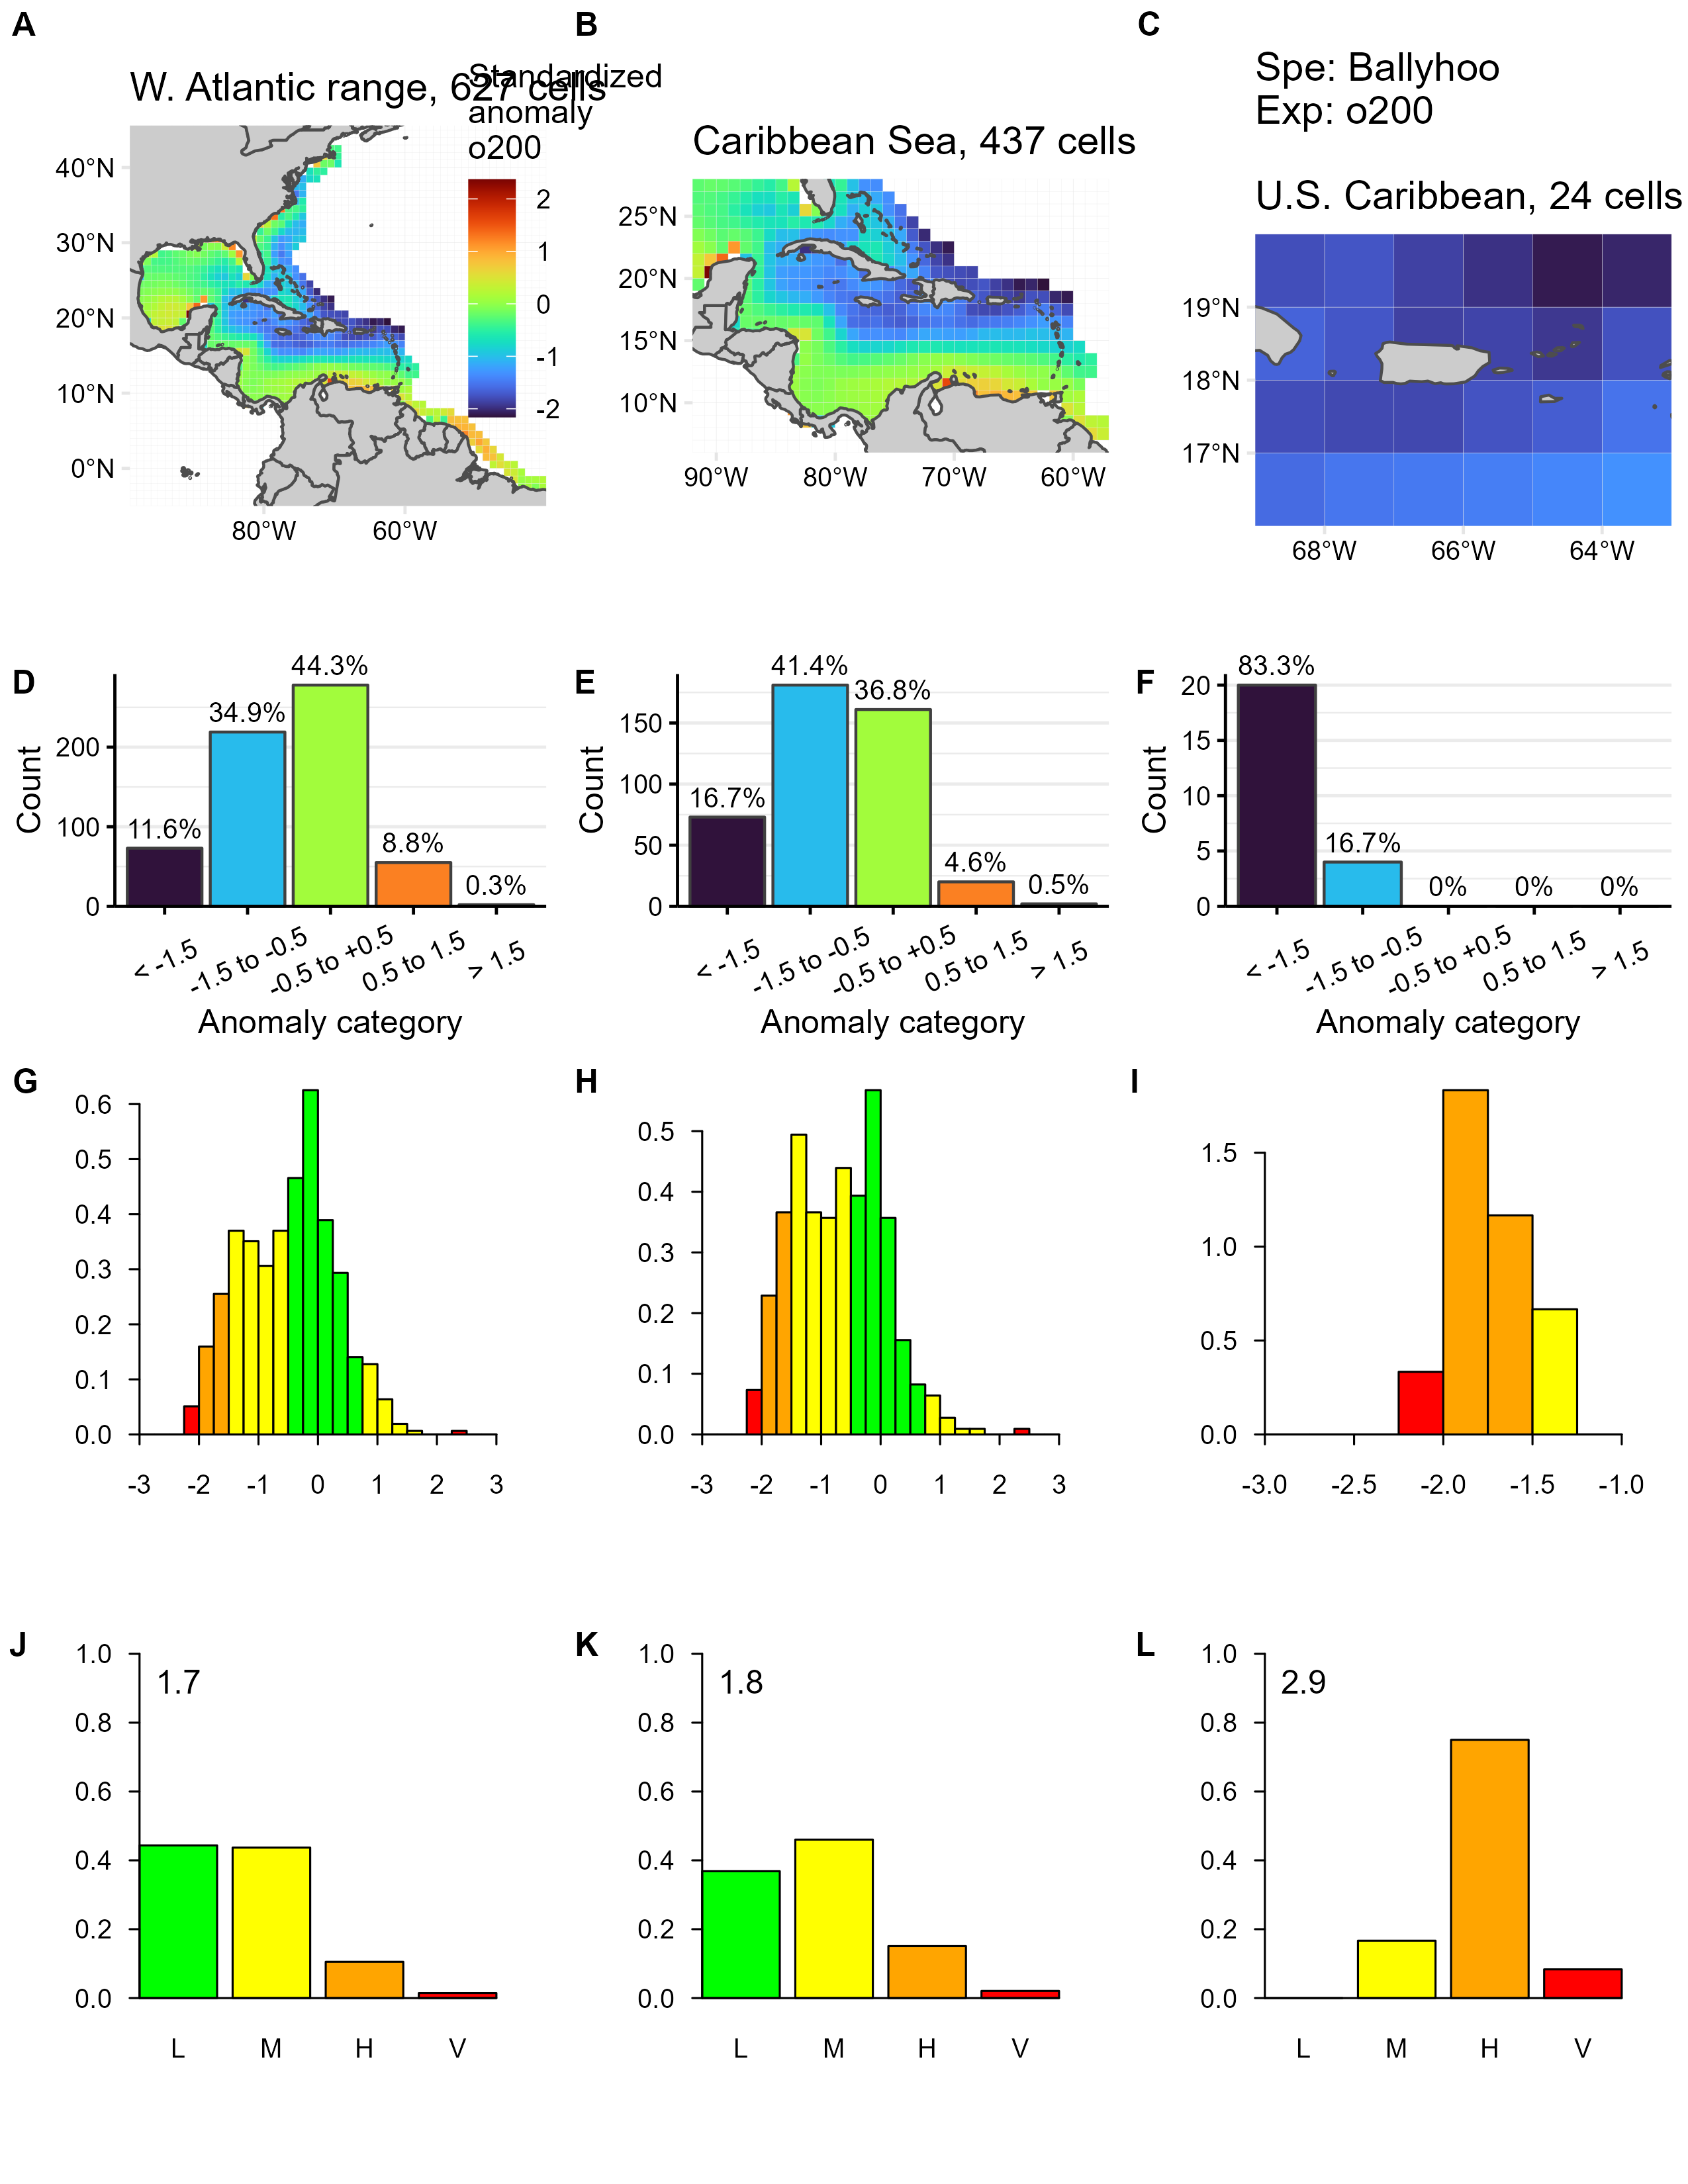 A
B
C
W. Atlantic range, 627 cells
Standardized
anomaly
o200
2
1
0
-1
-2
40°N
30°N
20°N
10°N
0°N
80°W
60°W
Caribbean Sea, 437 cells
25°N
20°N
15°N
10°N
90°W
80°W
70°W
60°W
Spe: Ballyhoo
Exp: o200
U.S. Caribbean, 24 cells
19°N
18°N
17°N
68°W
66°W
64°W
D
Count
200
100
0
11.6%
34.9%
44.3%
8.8%
0.3%
< -1.5
-1.5 to -0.5
-0.5 to +0.5
0.5 to 1.5
> 1.5
Anomaly category
E
Count
150
100
50
0
16.7%
41.4%
36.8%
4.6%
0.5%
< -1.5
-1.5 to -0.5
-0.5 to +0.5
0.5 to 1.5
> 1.5
Anomaly category
F
Count
20
15
10
5
0
83.3%
16.7%
0%
0%
0%
< -1.5
-1.5 to -0.5
-0.5 to +0.5
0.5 to 1.5
> 1.5
Anomaly category
G
0.6
0.5
0.4
0.3
0.2
0.1
0.0
-3
-2
-1
0
1
2
3
H
0.5
0.4
0.3
0.2
0.1
0.0
-3
-2
-1
0
1
2
3
I
1.5
1.0
0.5
0.0
-3.0
-2.5
-2.0
-1.5
-1.0
J
1.0
0.8
0.6
0.4
0.2
0.0
1.7
L
M
H
V
K
1.0
0.8
0.6
0.4
0.2
0.0
1.8
L
M
H
V
L
1.0
0.8
0.6
0.4
0.2
0.0
2.9
L
M
H
V